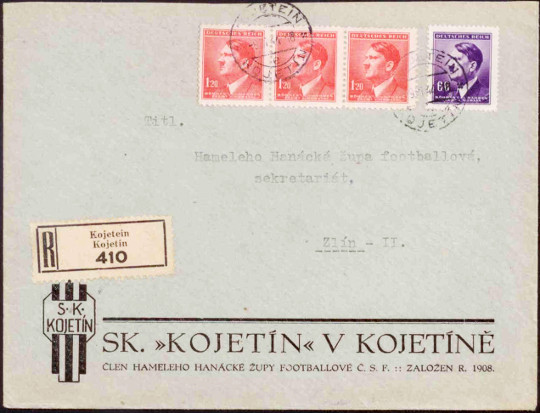 KOJETEIN
KOJETÍN
DEUTSCHES REICH
1.20
DEUTSCHES REICH
1.20
DEUTSCHES REICH
1.20
DEUTSCHES REICH
60
Titl.
Hameleho Hanácké župa footballová,
sekretariát,
Zlín - II.
R
Kojetein
Kojetín
410
S.K.
KOJETÍN
SK. »KOJETÍN« V KOJETÍNĚ
ČLEN HAMELEHO HANÁCKÉ ŽUPY FOOTBALLOVÉ Č. S. F. :: ZALOŽEN R. 1908.